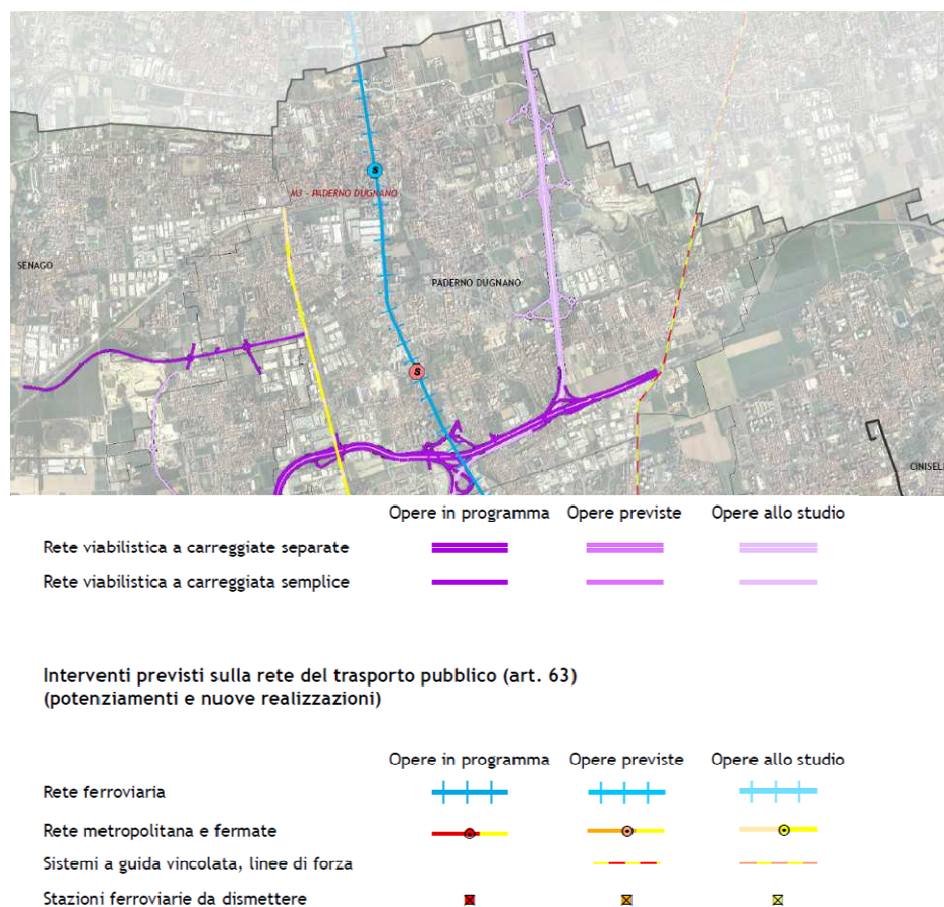 S
M3 - PADERNO DUGNANO
SENAGO
PADERNO DUGNANO
S
CINISELL
Opere in programma Opere previste Opere allo studio
Rete viabilistica a carreggiate separate
Rete viabilistica a carreggiata semplice
Interventi previsti sulla rete del trasporto pubblico (art. 63)
(potenziamenti e nuove realizzazioni)
Opere in programma Opere previste Opere allo studio
Rete ferroviaria
Rete metropolitana e fermate
Sistemi a guida vincolata, linee di forza
Stazioni ferroviarie da dismettere